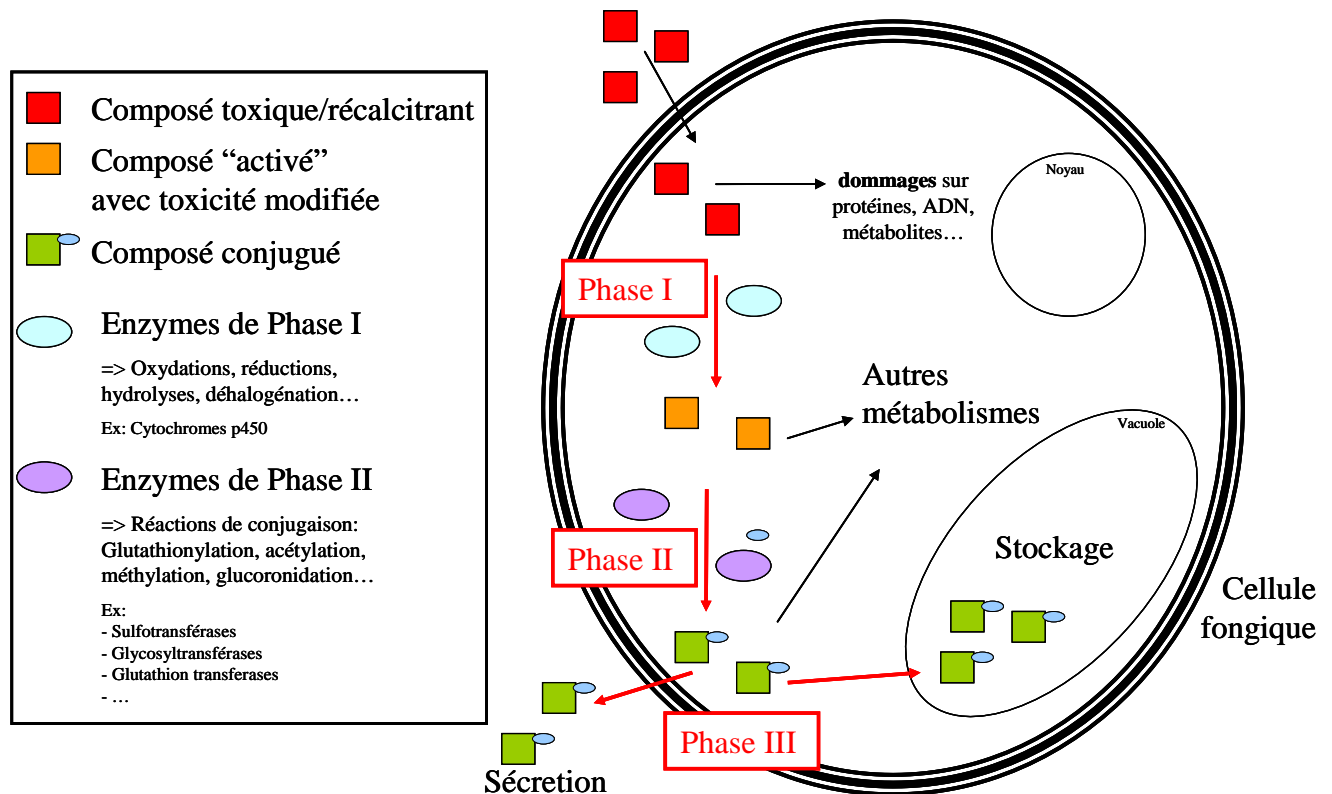 Composé toxique/récalcitrant
Composé “activé”
avec toxicité modifiée
Composé conjugué
Enzymes de Phase I
=> Oxydations, réductions,
hydrolyses, déhalogénation…
Ex: Cytochromes p450
Enzymes de Phase II
=> Réactions de conjugaison:
Glutathionylation, acétylation,
méthylation, glucoronidation…
Ex:
- Sulfotransférases
- Glycosyltransférases
- Glutathion transferases
- …
dommages sur
protéines, ADN,
métabolites…
Noyau
Phase I
Autres
métabolismes
Vacuole
Phase II
Stockage
Cellule
fongique
Phase III
Sécretion